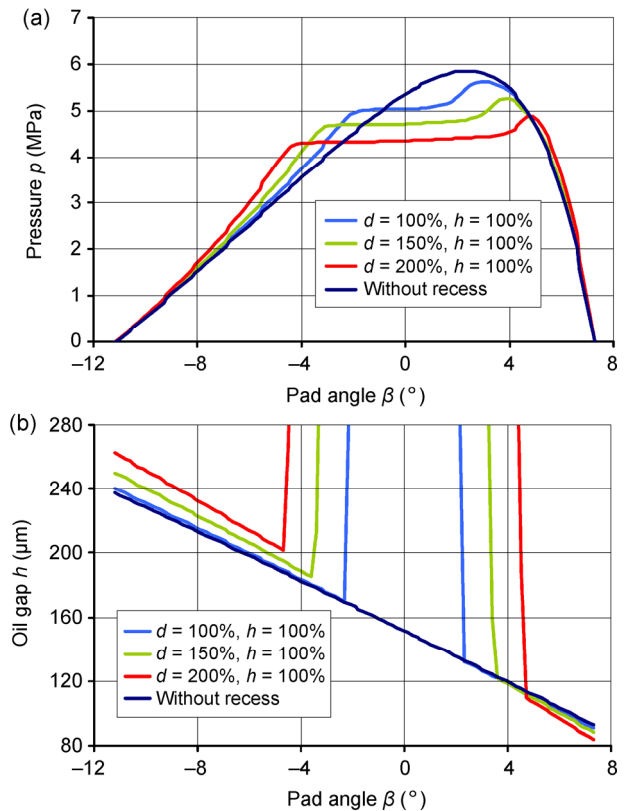 (a)
7
6
5
4
3
2
1
0
Pressure p (MPa)
d = 100%, h = 100%
d = 150%, h = 100%
d = 200%, h = 100%
Without recess
–12 –8 –4 0 4 8
Pad angle β (°)
(b)
280
240
200
160
120
80
Oil gap h (μm)
d = 100%, h = 100%
d = 150%, h = 100%
d = 200%, h = 100%
Without recess
–12 –8 –4 0 4 8
Pad angle β (°)